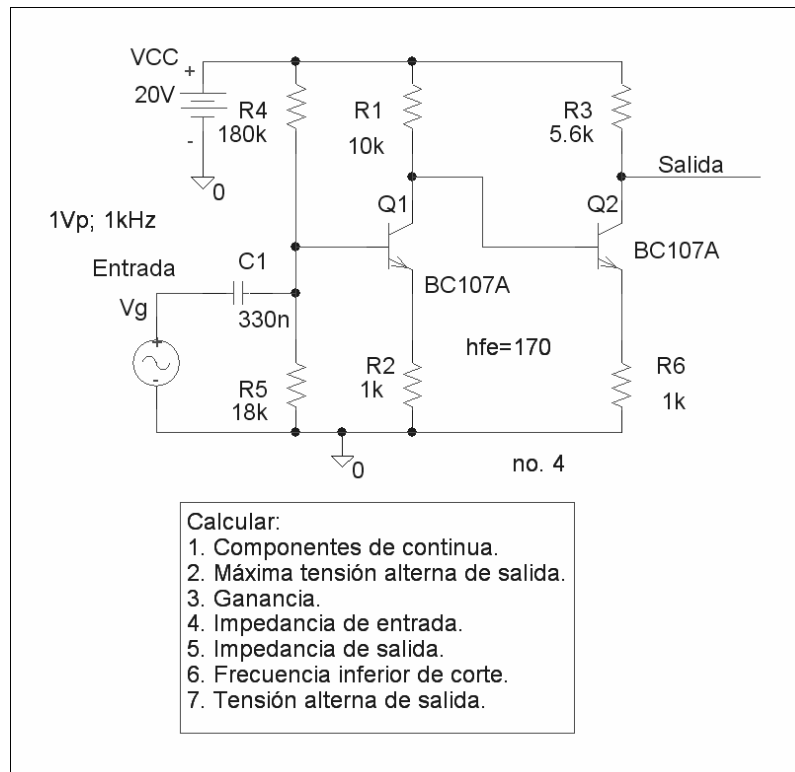 VCC
+
20V
-
0
R4
180k
R1
10k
R3
5.6k
Salida
Q1
Q2
1Vp; 1kHz
Entrada
C1
BC107A
BC107A
Vg
330n
+
-
hfe=170
R5
18k
R2
1k
R6
1k
0
no. 4
Calcular:
1. Componentes de continua.
2. Máxima tensión alterna de salida.
3. Ganancia.
4. Impedancia de entrada.
5. Impedancia de salida.
6. Frecuencia inferior de corte.
7. Tensión alterna de salida.